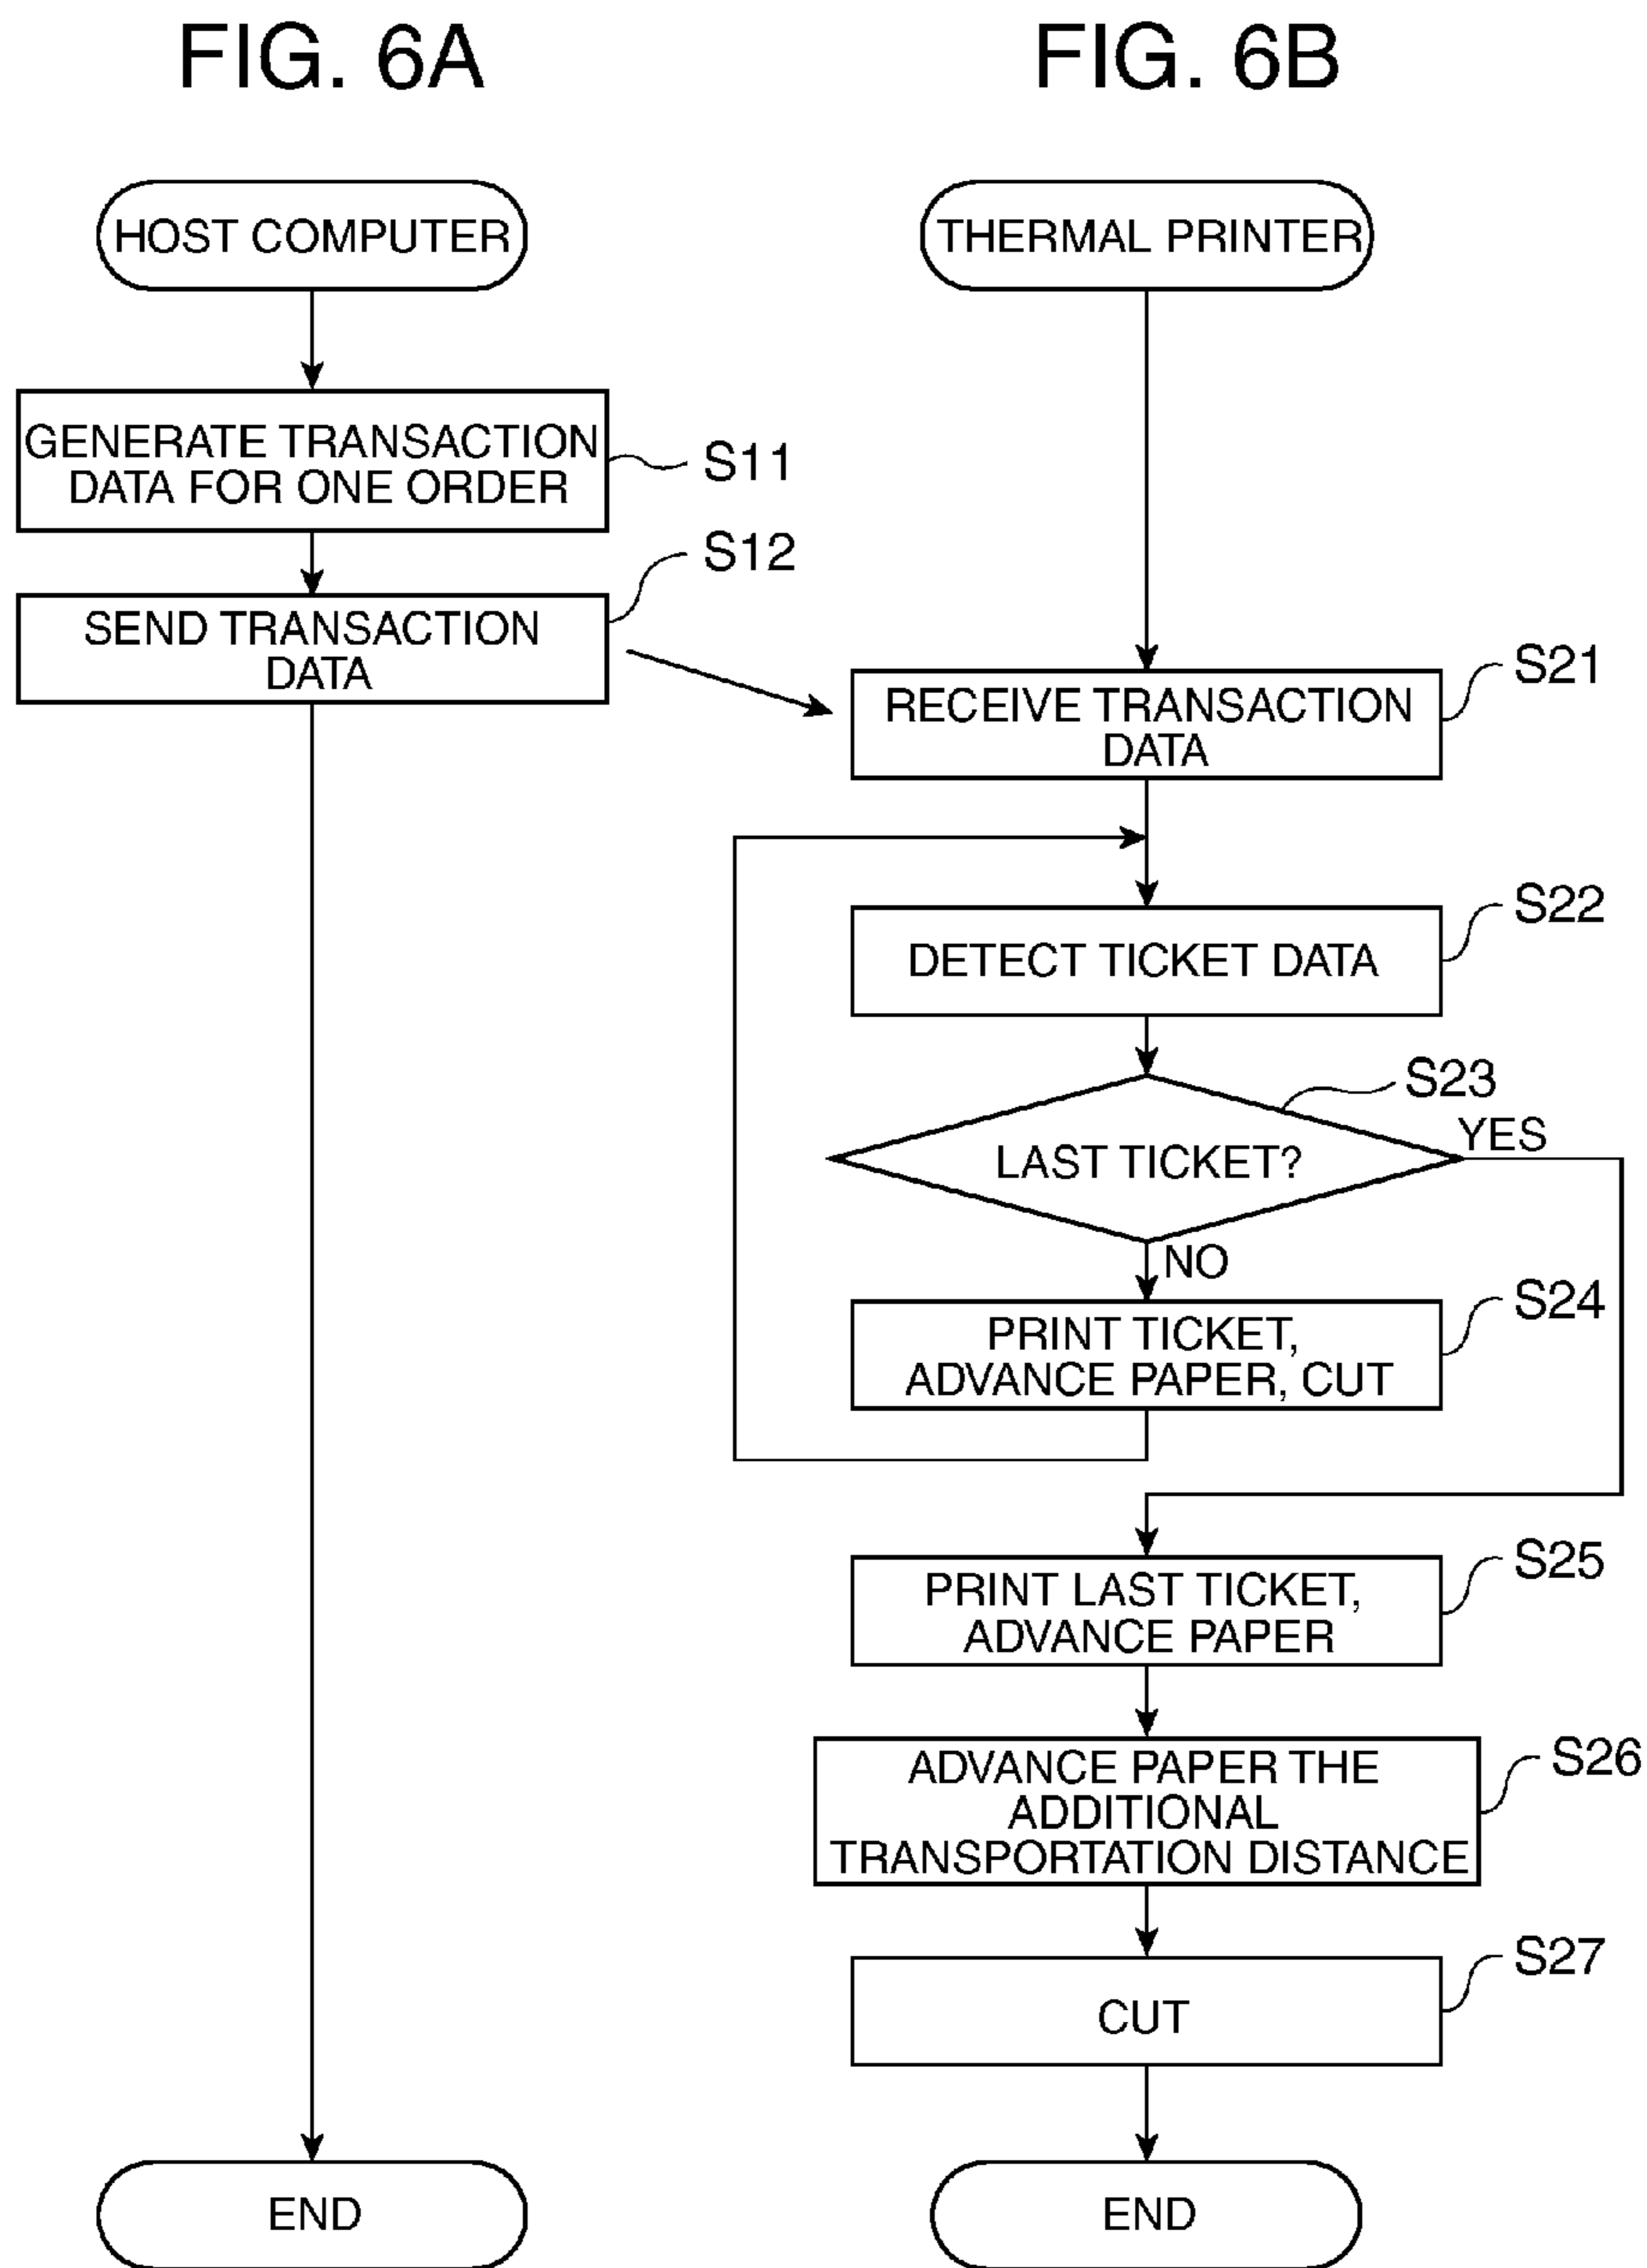 FIG. 6A
HOST COMPUTER
GENERATE TRANSACTION
DATA FOR ONE ORDER
S11
SEND TRANSACTION
DATA
S12
END
FIG. 6B
THERMAL PRINTER
RECEIVE TRANSACTION
DATA
S21
DETECT TICKET DATA
S22
LAST TICKET?
S23
YES
NO
PRINT TICKET,
ADVANCE PAPER, CUT
S24
PRINT LAST TICKET,
ADVANCE PAPER
S25
ADVANCE PAPER THE
ADDITIONAL
TRANSPORTATION DISTANCE
S26
CUT
S27
END